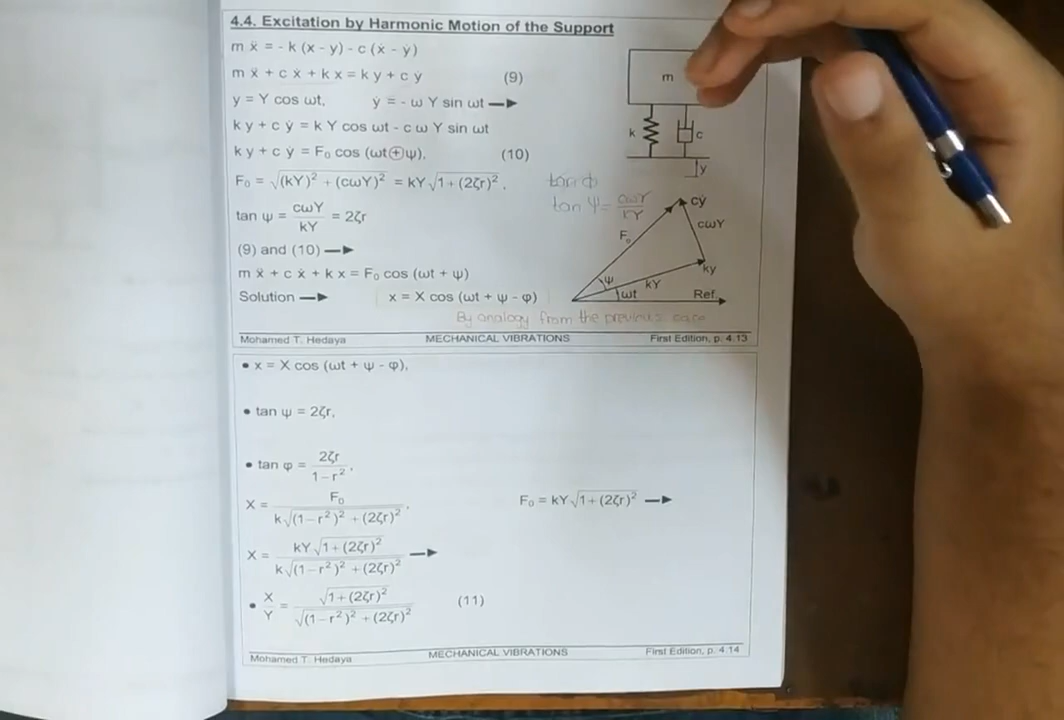 4.4. Excitation by Harmonic Motion of the Support
m ẍ = - k (x - y) - c (ẋ - ẏ)
m ẍ + c ẋ + k x = k y + c ẏ (9)
y = Y cos ωt, ẏ = - ω Y sin ωt
k y + c ẏ = k Y cos ωt - c ω Y sin ωt
k y + c ẏ = F₀ cos (ωt + ψ), (10)
F₀ = √((kY)² + (cωY)²) = kY √(1 + (2ζr)²),
tan ψ = cωY / kY = 2ζr
(9) and (10)
m ẍ + c ẋ + k x = F₀ cos (ωt + ψ)
Solution x = X cos (ωt + ψ - φ)
m
k
c
y
tan ϕ
tan Ψ = cωY / kY
cẏ
cωY
F₀
ky
ψ
kY
ωt
Ref.
By analogy from the previous case
Mohamed T. Hedaya MECHANICAL VIBRATIONS First Edition, p. 4.13
• x = X cos (ωt + ψ - φ),
• tan ψ = 2ζr,
• tan φ = 2ζr / (1 - r²),
X = F₀ / (k√((1 - r²)² + (2ζr)²)), F₀ = kY √(1 + (2ζr)²)
X = kY √(1 + (2ζr)²) / (k√((1 - r²)² + (2ζr)²))
• X / Y = √(1 + (2ζr)²) / √((1 - r²)² + (2ζr)²) (11)
Mohamed T. Hedaya MECHANICAL VIBRATIONS First Edition, p. 4.14